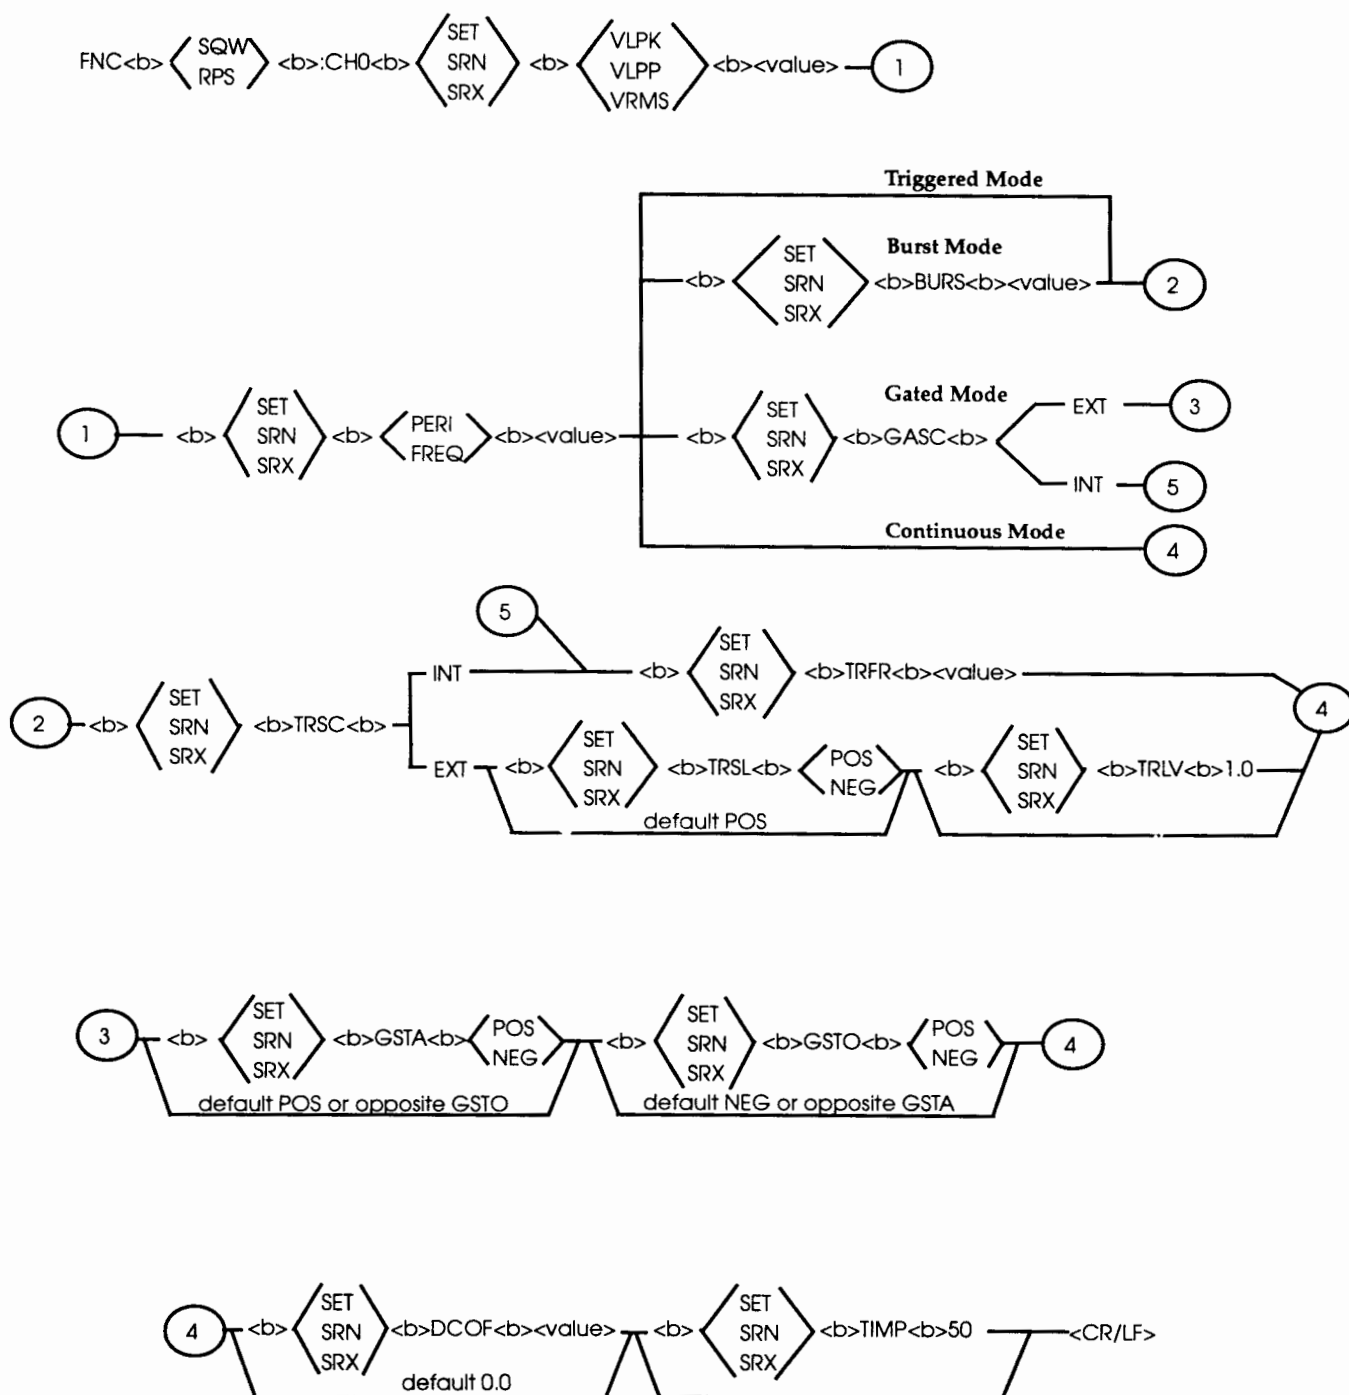 FNC<b> SQW RPS <b>:CH0<b> SET SRN SRX <b> VLPK VLPP VRMS <b><value> 1
Triggered Mode
Burst Mode
<b> SET SRN SRX <b>BURS<b><value> 2
1 <b> SET SRN SRX <b> PERI FREQ <b><value>
Gated Mode
<b> SET SRN SRX <b>GASC<b> EXT 3
INT 5
Continuous Mode
4
5
2 <b> SET SRN SRX <b>TRSC<b>
INT <b> SET SRN SRX <b>TRFR<b><value> 4
EXT <b> SET SRN SRX <b>TRSL<b> POS NEG <b> SET SRN SRX <b>TRLV<b>1.0
default POS
3 <b> SET SRN SRX <b>GSTA<b> POS NEG <b> SET SRN SRX <b>GSTO<b> POS NEG 4
default POS or opposite GSTO
default NEG or opposite GSTA
4 <b> SET SRN SRX <b>DCOF<b><value> <b> SET SRN SRX <b>TIMP<b>50 <CR/LF>
default 0.0